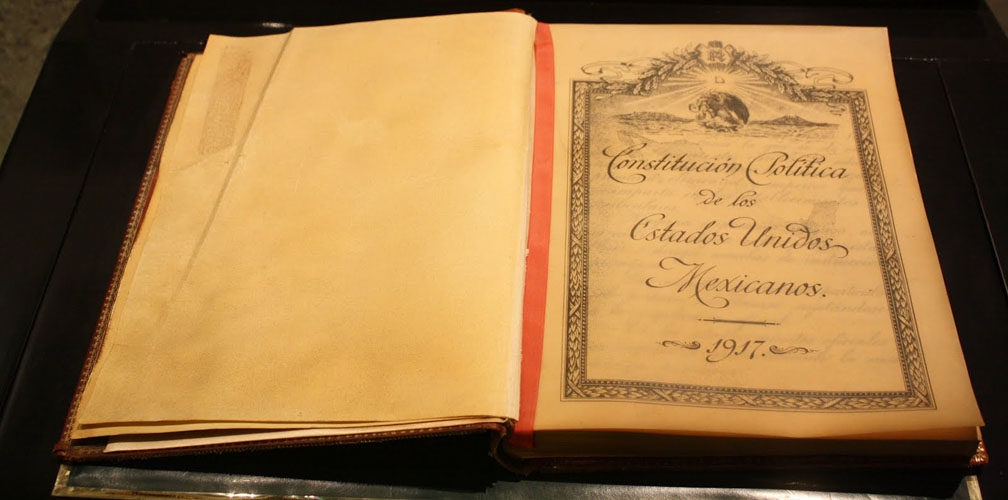 Constitución Política
de los
Estados Unidos
Mexicanos.
1917.